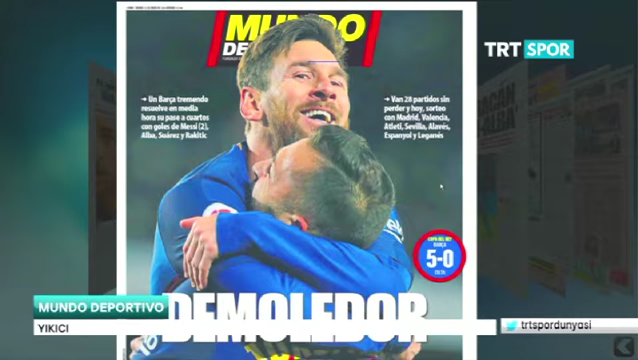 MUNDO
TRT SPOR
Un Barça tremendo
resuelve en media
hora su pase a cuartos
con goles de Messi (2),
Alba, Suárez y Rakitic
Van 28 partidos sin
perder y hoy, sorteo
con Madrid, Valencia,
Atleti, Sevilla, Alavés,
Espanyol y Leganés
COPA DEL REY
BARÇA
5-0
CELTA
DEMOLEDOR
MUNDO DEPORTIVO
YIKICI
trtspordunyasi